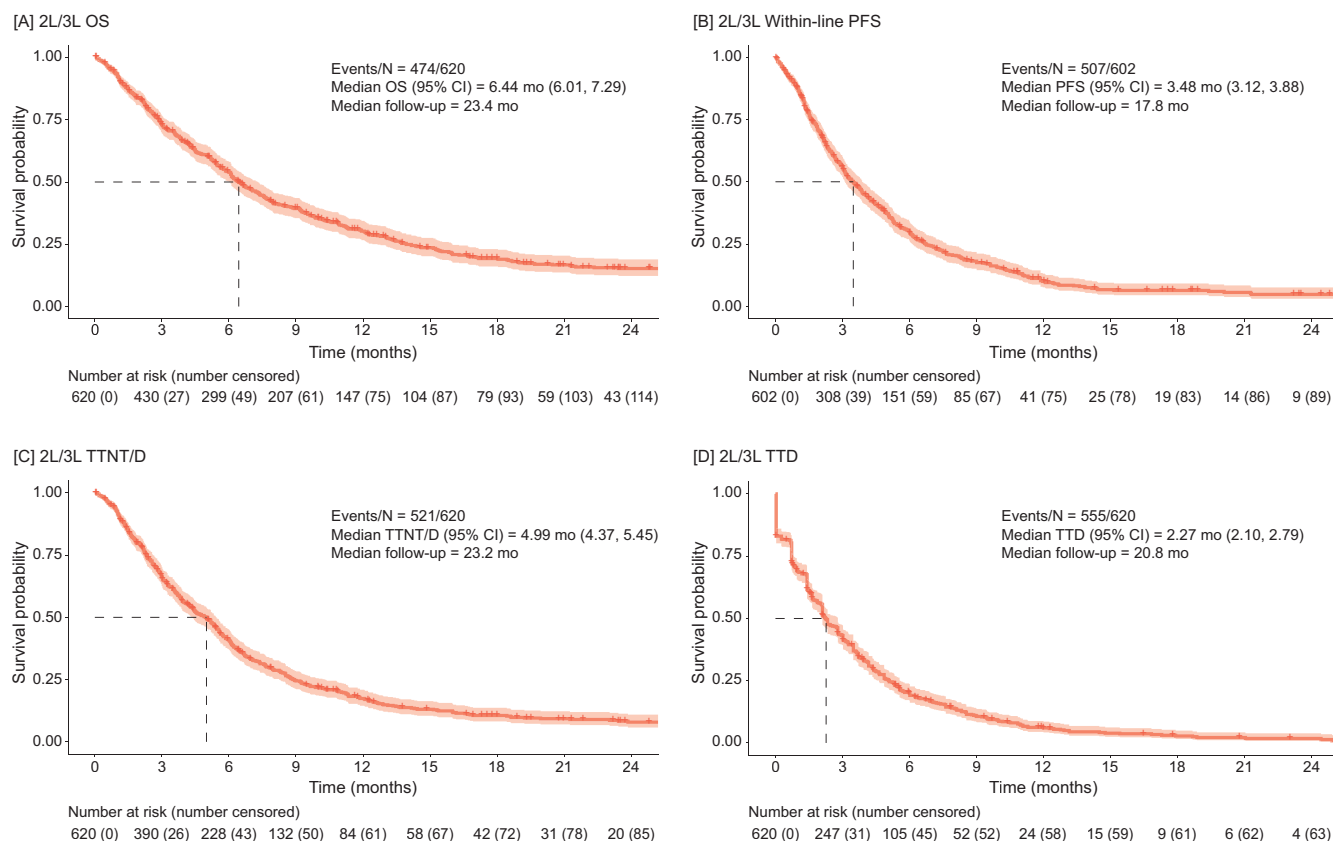 [A] 2L/3L OS
Events/N = 474/620
Median OS (95% CI) = 6.44 mo (6.01, 7.29)
Median follow-up = 23.4 mo
Survival probability
1.00
0.75
0.50
0.25
0.00
0 3 6 9 12 15 18 21 24
Time (months)
Number at risk (number censored)
620 (0) 430 (27) 299 (49) 207 (61) 147 (75) 104 (87) 79 (93) 59 (103) 43 (114)
[B] 2L/3L Within-line PFS
Events/N = 507/602
Median PFS (95% CI) = 3.48 mo (3.12, 3.88)
Median follow-up = 17.8 mo
Survival probability
1.00
0.75
0.50
0.25
0.00
0 3 6 9 12 15 18 21 24
Time (months)
Number at risk (number censored)
602 (0) 308 (39) 151 (59) 85 (67) 41 (75) 25 (78) 19 (83) 14 (86) 9 (89)
[C] 2L/3L TTNT/D
Events/N = 521/620
Median TTNT/D (95% CI) = 4.99 mo (4.37, 5.45)
Median follow-up = 23.2 mo
Survival probability
1.00
0.75
0.50
0.25
0.00
0 3 6 9 12 15 18 21 24
Time (months)
Number at risk (number censored)
620 (0) 390 (26) 228 (43) 132 (50) 84 (61) 58 (67) 42 (72) 31 (78) 20 (85)
[D] 2L/3L TTD
Events/N = 555/620
Median TTD (95% CI) = 2.27 mo (2.10, 2.79)
Median follow-up = 20.8 mo
Survival probability
1.00
0.75
0.50
0.25
0.00
0 3 6 9 12 15 18 21 24
Time (months)
Number at risk (number censored)
620 (0) 247 (31) 105 (45) 52 (52) 24 (58) 15 (59) 9 (61) 6 (62) 4 (63)